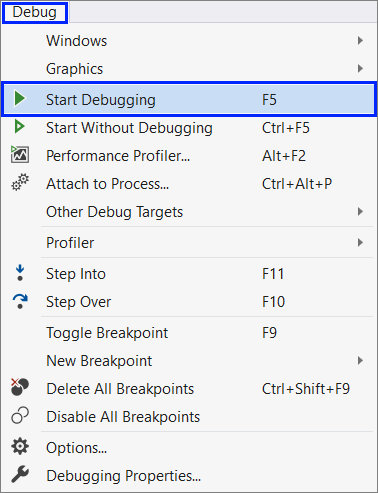 Debug
Windows
Graphics
Start Debugging F5
Start Without Debugging Ctrl+F5
Performance Profiler... Alt+F2
Attach to Process... Ctrl+Alt+P
Other Debug Targets
Profiler
Step Into F11
Step Over F10
Toggle Breakpoint F9
New Breakpoint
Delete All Breakpoints Ctrl+Shift+F9
Disable All Breakpoints
Options...
Debugging Properties...